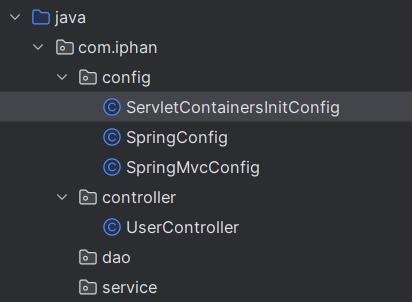 java
com.iphan
config
ServletContainersInitConfig
SpringConfig
SpringMvcConfig
controller
UserController
dao
service